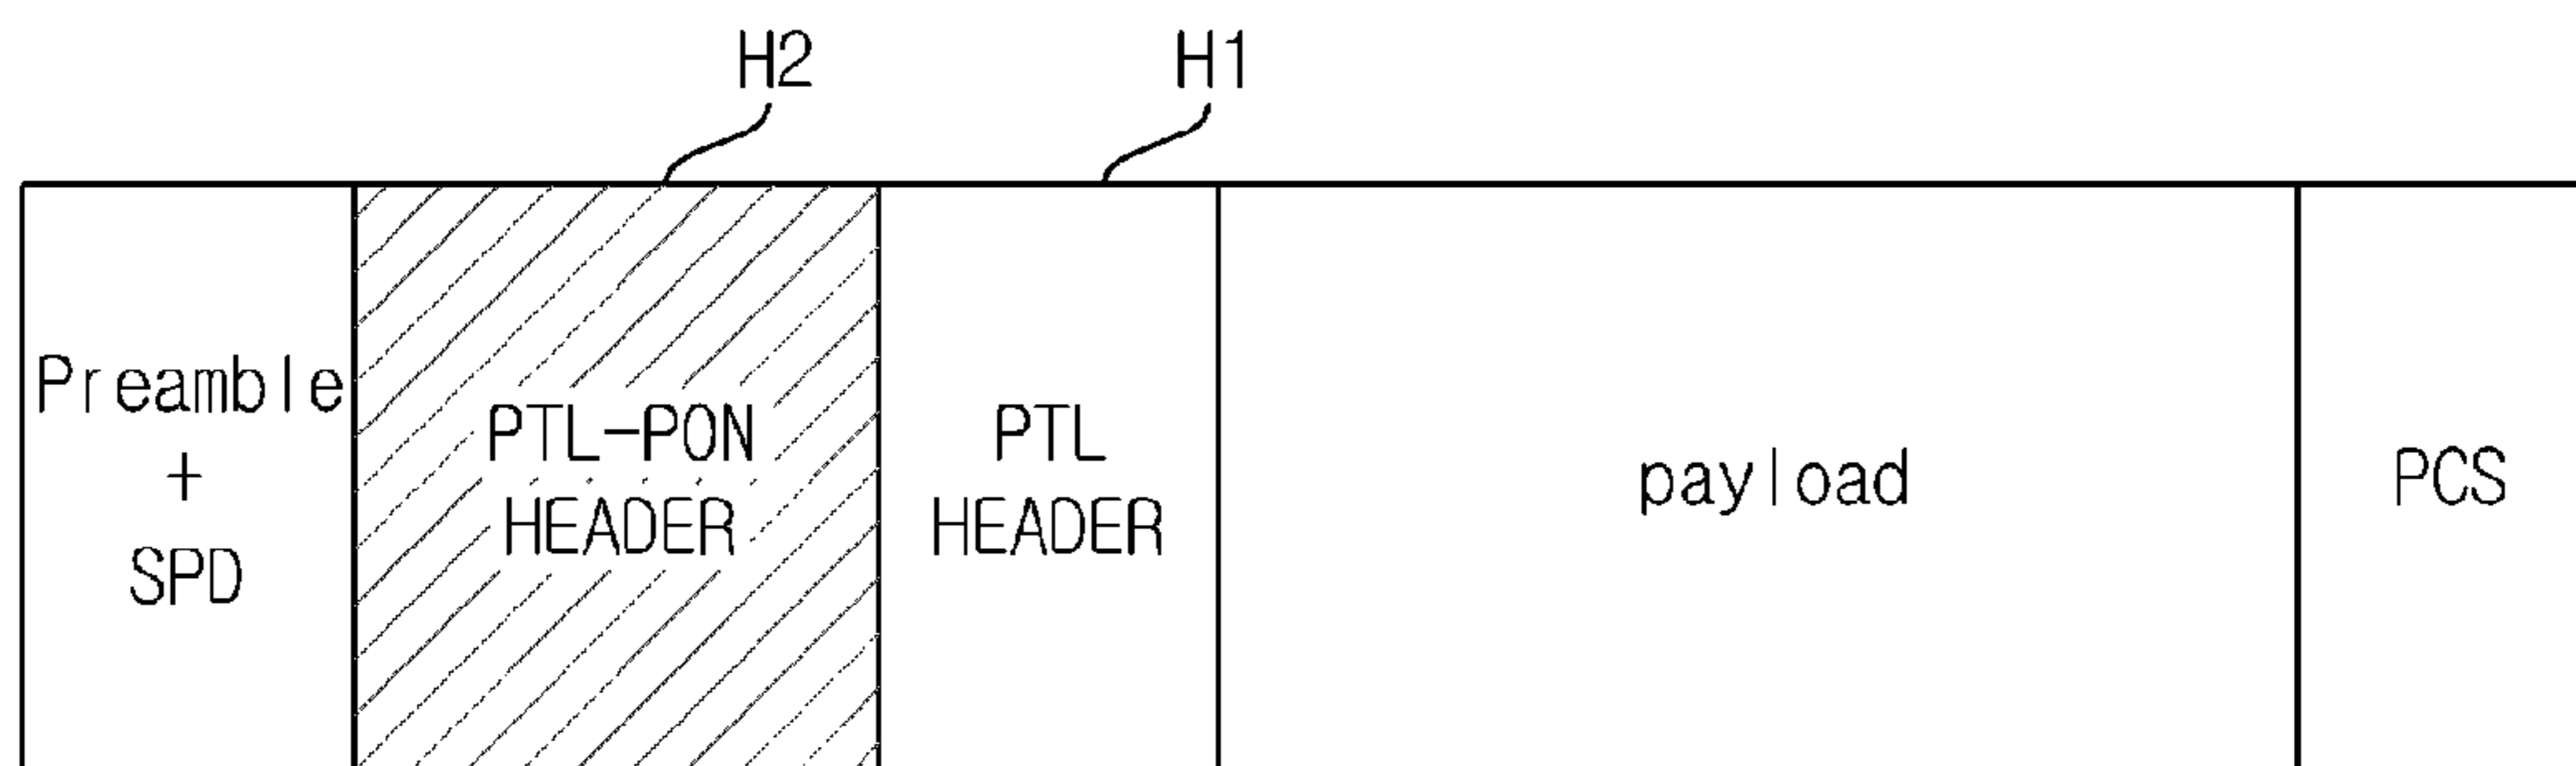 H2
H1
Preamble
+
SPD
PTL-PON
HEADER
PTL
HEADER
payload
PCS